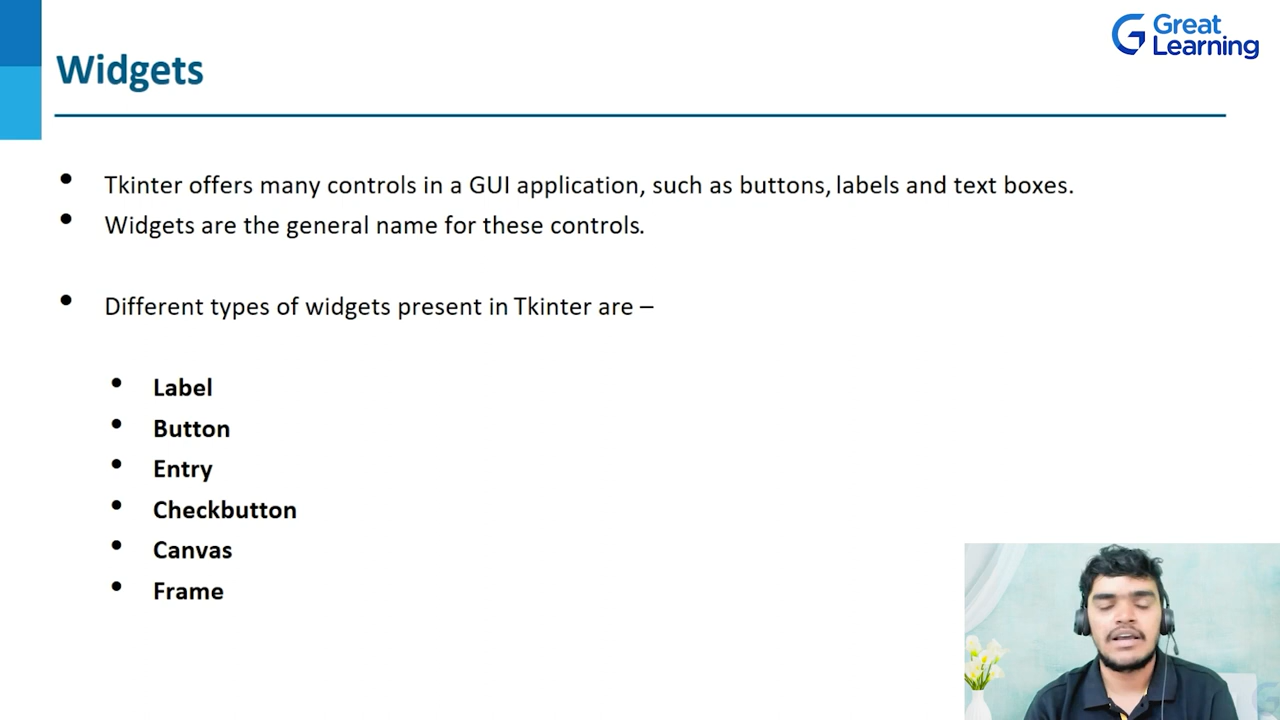 Great
Learning
Widgets
• Tkinter offers many controls in a GUI application, such as buttons, labels and text boxes.
• Widgets are the general name for these controls.
• Different types of widgets present in Tkinter are –
• Label
• Button
• Entry
• Checkbutton
• Canvas
• Frame